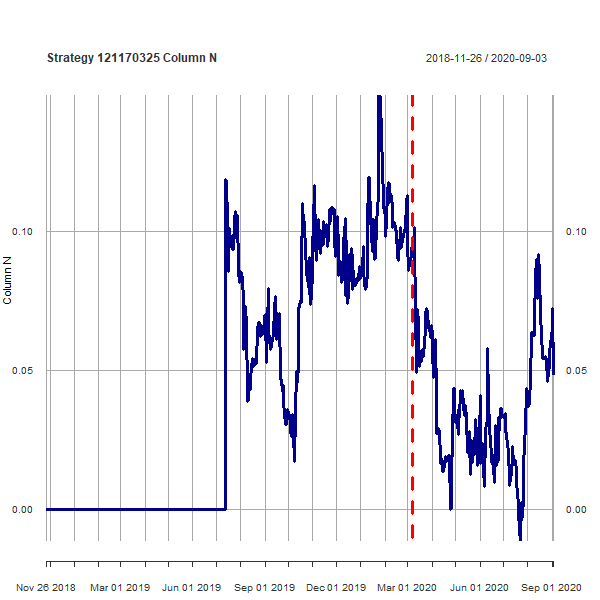 Strategy 121170325 Column N
2018-11-26 / 2020-09-03
0.10
0.10
Column N
0.05
0.05
0.00
0.00
Nov 26 2018
Mar 01 2019
Jun 01 2019
Sep 01 2019
Dec 01 2019
Mar 01 2020
Jun 01 2020
Sep 01 2020